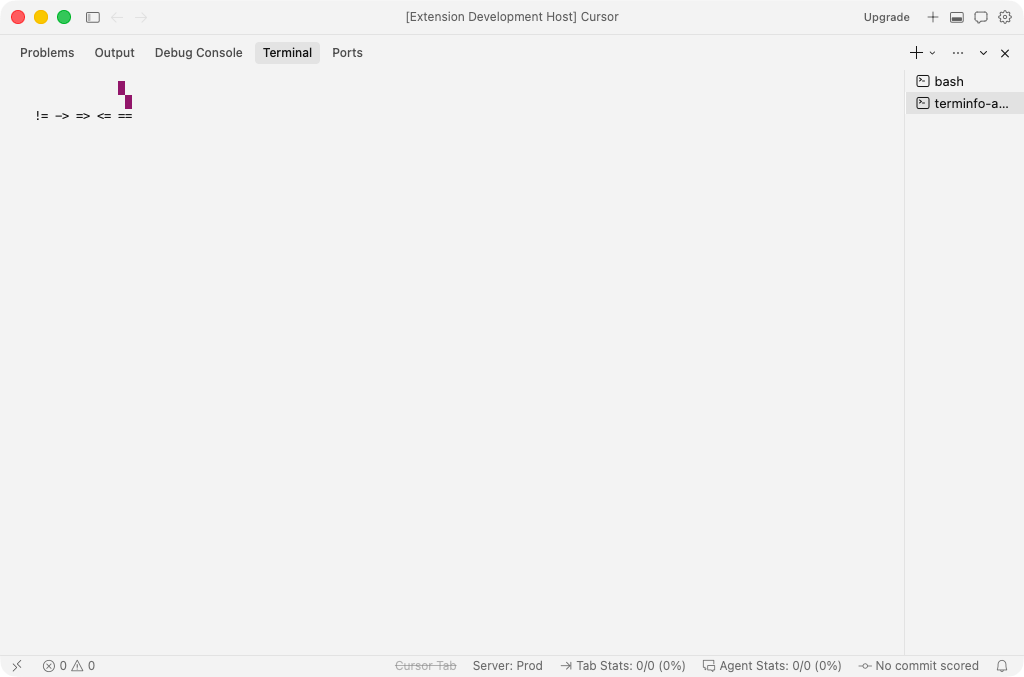 [Extension Development Host] Cursor
Upgrade
Problems Output Debug Console Terminal Ports
bash
terminfo-a...
!= -> => <= ==
0 0 Cursor Tab Server: Prod Tab Stats: 0/0 (0%) Agent Stats: 0/0 (0%) No commit scored